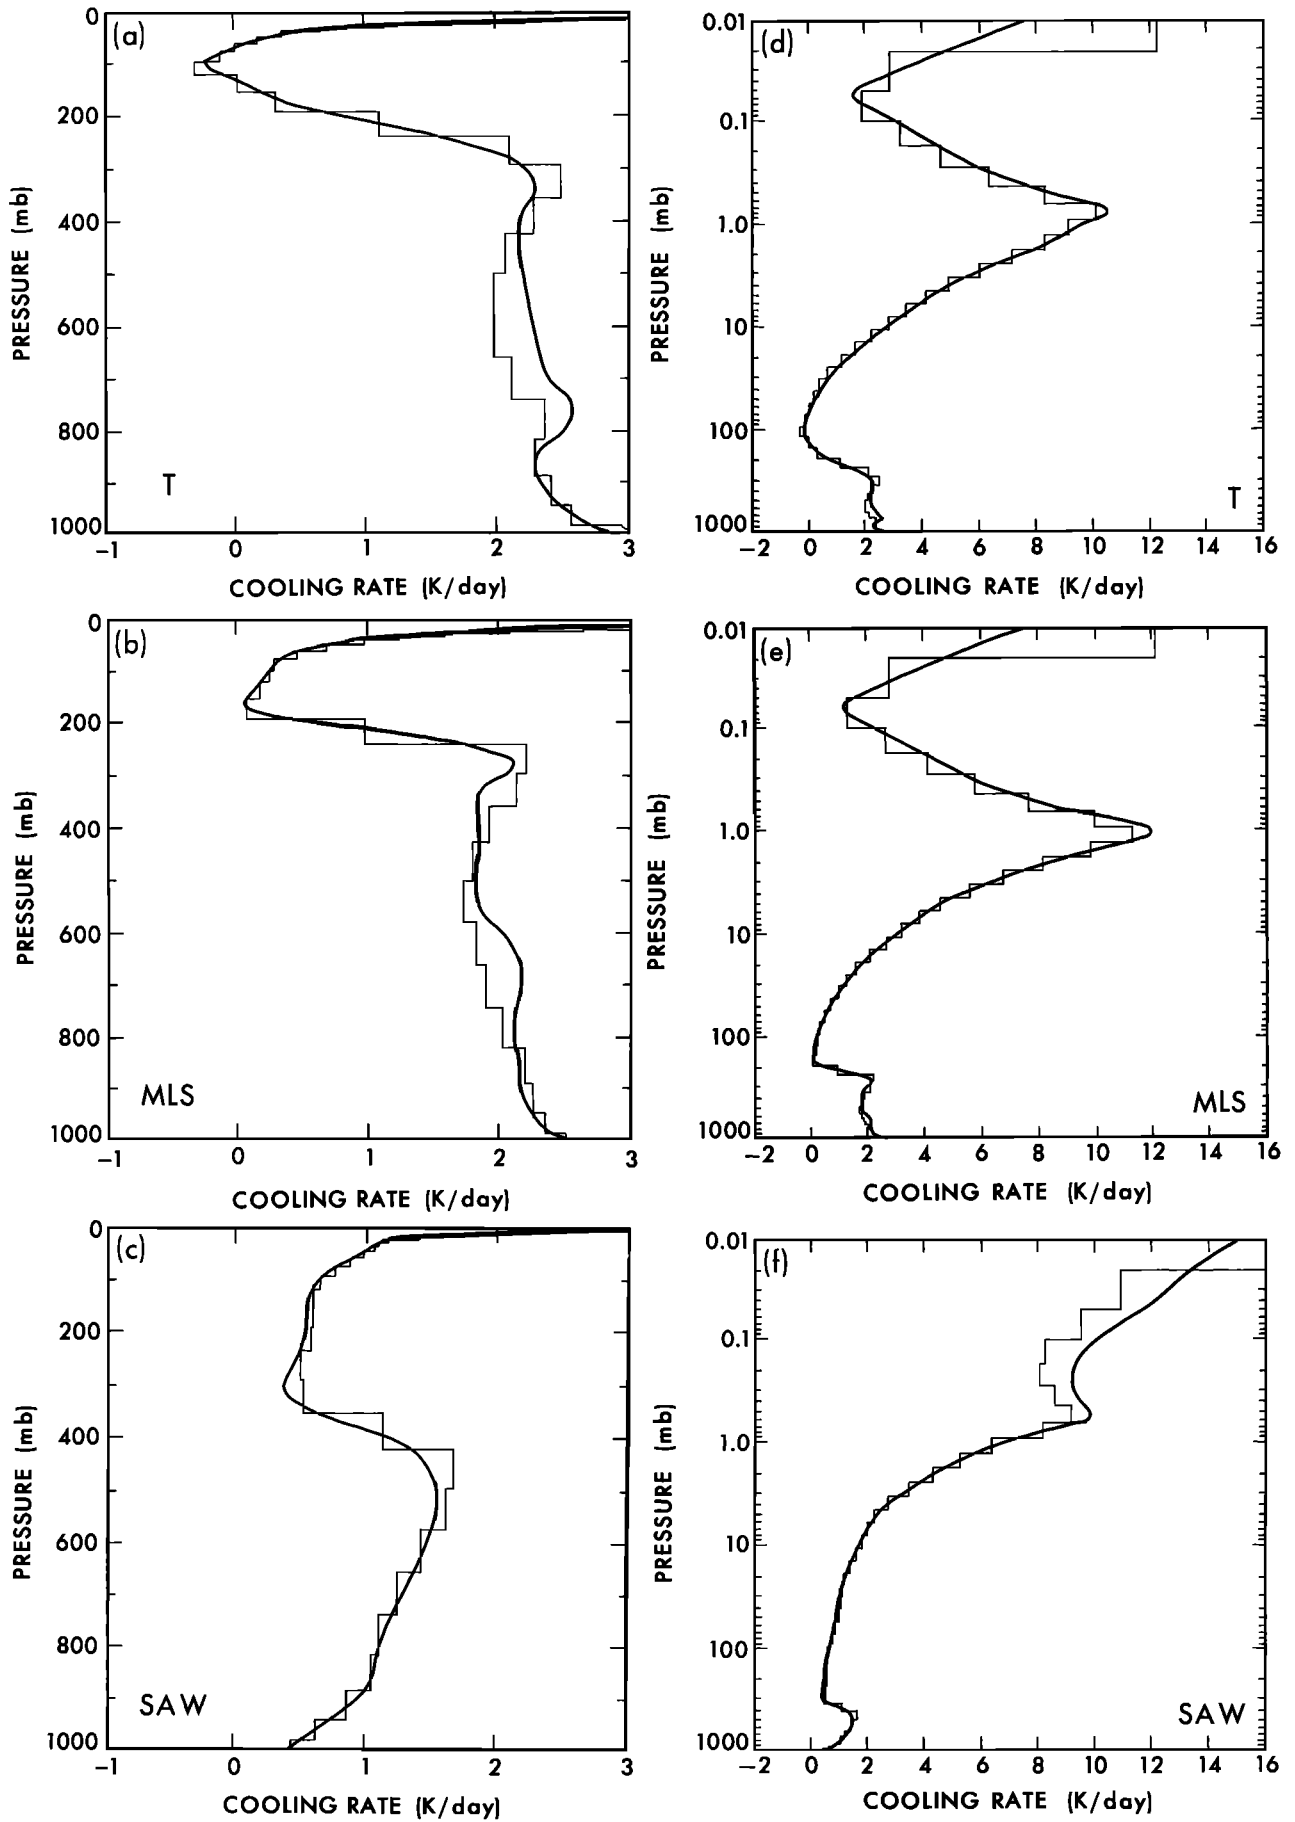 (a)
0
200
400
600
800
1000
PRESSURE (mb)
T
−1 0 1 2 3
COOLING RATE (K/day)
(d)
0.01
0.1
1.0
10
100
1000
PRESSURE (mb)
T
−2 0 2 4 6 8 10 12 14 16
COOLING RATE (K/day)
(b)
0
200
400
600
800
1000
PRESSURE (mb)
MLS
−1 0 1 2 3
COOLING RATE (K/day)
(e)
0.01
0.1
1.0
10
100
1000
PRESSURE (mb)
MLS
−2 0 2 4 6 8 10 12 14 16
COOLING RATE (K/day)
(c)
0
200
400
600
800
1000
PRESSURE (mb)
SAW
−1 0 1 2 3
COOLING RATE (K/day)
(f)
0.01
0.1
1.0
10
100
1000
PRESSURE (mb)
SAW
−2 0 2 4 6 8 10 12 14 16
COOLING RATE (K/day)